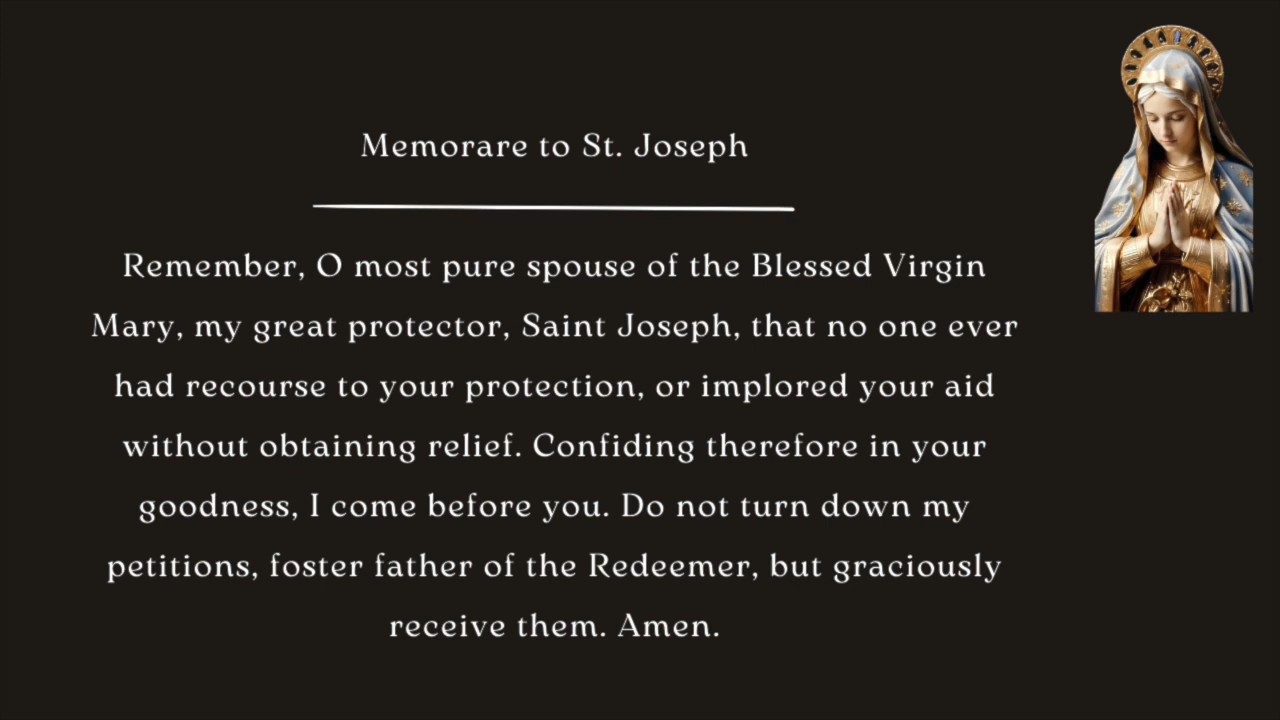 Memorare to St. Joseph
Remember, O most pure spouse of the Blessed Virgin
Mary, my great protector, Saint Joseph, that no one ever
had recourse to your protection, or implored your aid
without obtaining relief. Confiding therefore in your
goodness, I come before you. Do not turn down my
petitions, foster father of the Redeemer, but graciously
receive them. Amen.